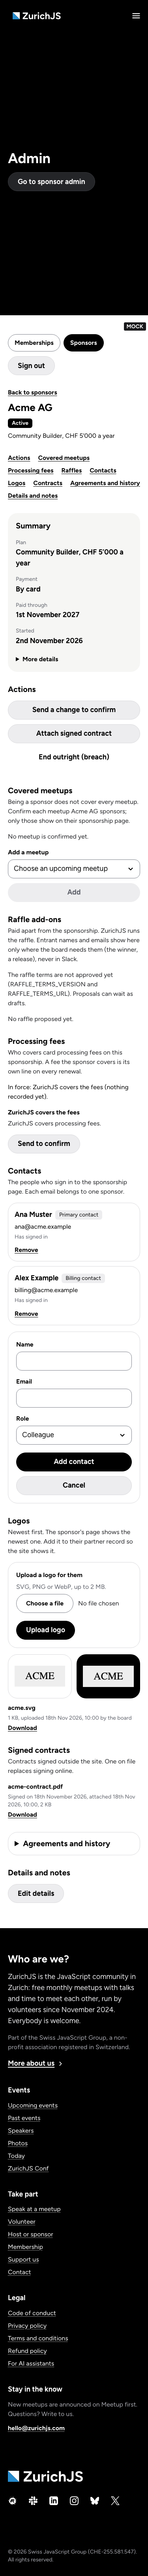 ZurichJS
Admin
Go to sponsor admin
MOCK
Memberships
Sponsors
Sign out
Back to sponsors
Acme AG
Active
Community Builder, CHF 5'000 a year
Actions Covered meetups
Processing fees Raffles Contacts
Logos Contracts Agreements and history
Details and notes
Summary
Plan
Community Builder, CHF 5'000 a
year
Payment
By card
Paid through
1st November 2027
Started
2nd November 2026
More details
Actions
Send a change to confirm
Attach signed contract
End outright (breach)
Covered meetups
Being a sponsor does not cover every meetup.
Confirm each meetup Acme AG sponsors;
only those show on their sponsorship page.
No meetup is confirmed yet.
Add a meetup
Choose an upcoming meetup
Add
Raffle add-ons
Paid apart from the sponsorship. ZurichJS runs
the raffle. Entrant names and emails show here
only when the board needs them (the winner,
a release), never in Slack.
The raffle terms are not approved yet
(RAFFLE_TERMS_VERSION and
RAFFLE_TERMS_URL). Proposals can wait as
drafts.
No raffle proposed yet.
Processing fees
Who covers card processing fees on this
sponsorship. A fee the sponsor covers is its
own line on every renewal.
In force: ZurichJS covers the fees (nothing
recorded yet).
ZurichJS covers the fees
ZurichJS covers processing fees.
Send to confirm
Contacts
The people who sign in to the sponsorship
page. Each email belongs to one sponsor.
Ana Muster Primary contact
ana@acme.example
Has signed in
Remove
Alex Example Billing contact
billing@acme.example
Has signed in
Remove
Name
Email
Role
Colleague
Add contact
Cancel
Logos
Newest first. The sponsor's page shows the
newest one. Add it to their partner record so
the site shows it.
Upload a logo for them
SVG, PNG or WebP, up to 2 MB.
Choose a file No file chosen
Upload logo
ACME ACME
acme.svg
1 KB, uploaded 18th Nov 2026, 10:00 by the board
Download
Signed contracts
Contracts signed outside the site. One on file
replaces signing online.
acme-contract.pdf
Signed on 18th November 2026, attached 18th Nov
2026, 10:00, 2 KB
Download
Agreements and history
Details and notes
Edit details
Who are we?
ZurichJS is the JavaScript community in
Zurich: free monthly meetups with talks
and time to meet each other, run by
volunteers since November 2024.
Everybody is welcome.
Part of the Swiss JavaScript Group, a non-
profit association registered in Switzerland.
More about us
Events
Upcoming events
Past events
Speakers
Photos
Today
ZurichJS Conf
Take part
Speak at a meetup
Volunteer
Host or sponsor
Membership
Support us
Contact
Legal
Code of conduct
Privacy policy
Terms and conditions
Refund policy
For AI assistants
Stay in the know
New meetups are announced on Meetup first.
Questions? Write to us.
hello@zurichjs.com
ZurichJS
© 2026 Swiss JavaScript Group (CHE-255.581.547).
All rights reserved.